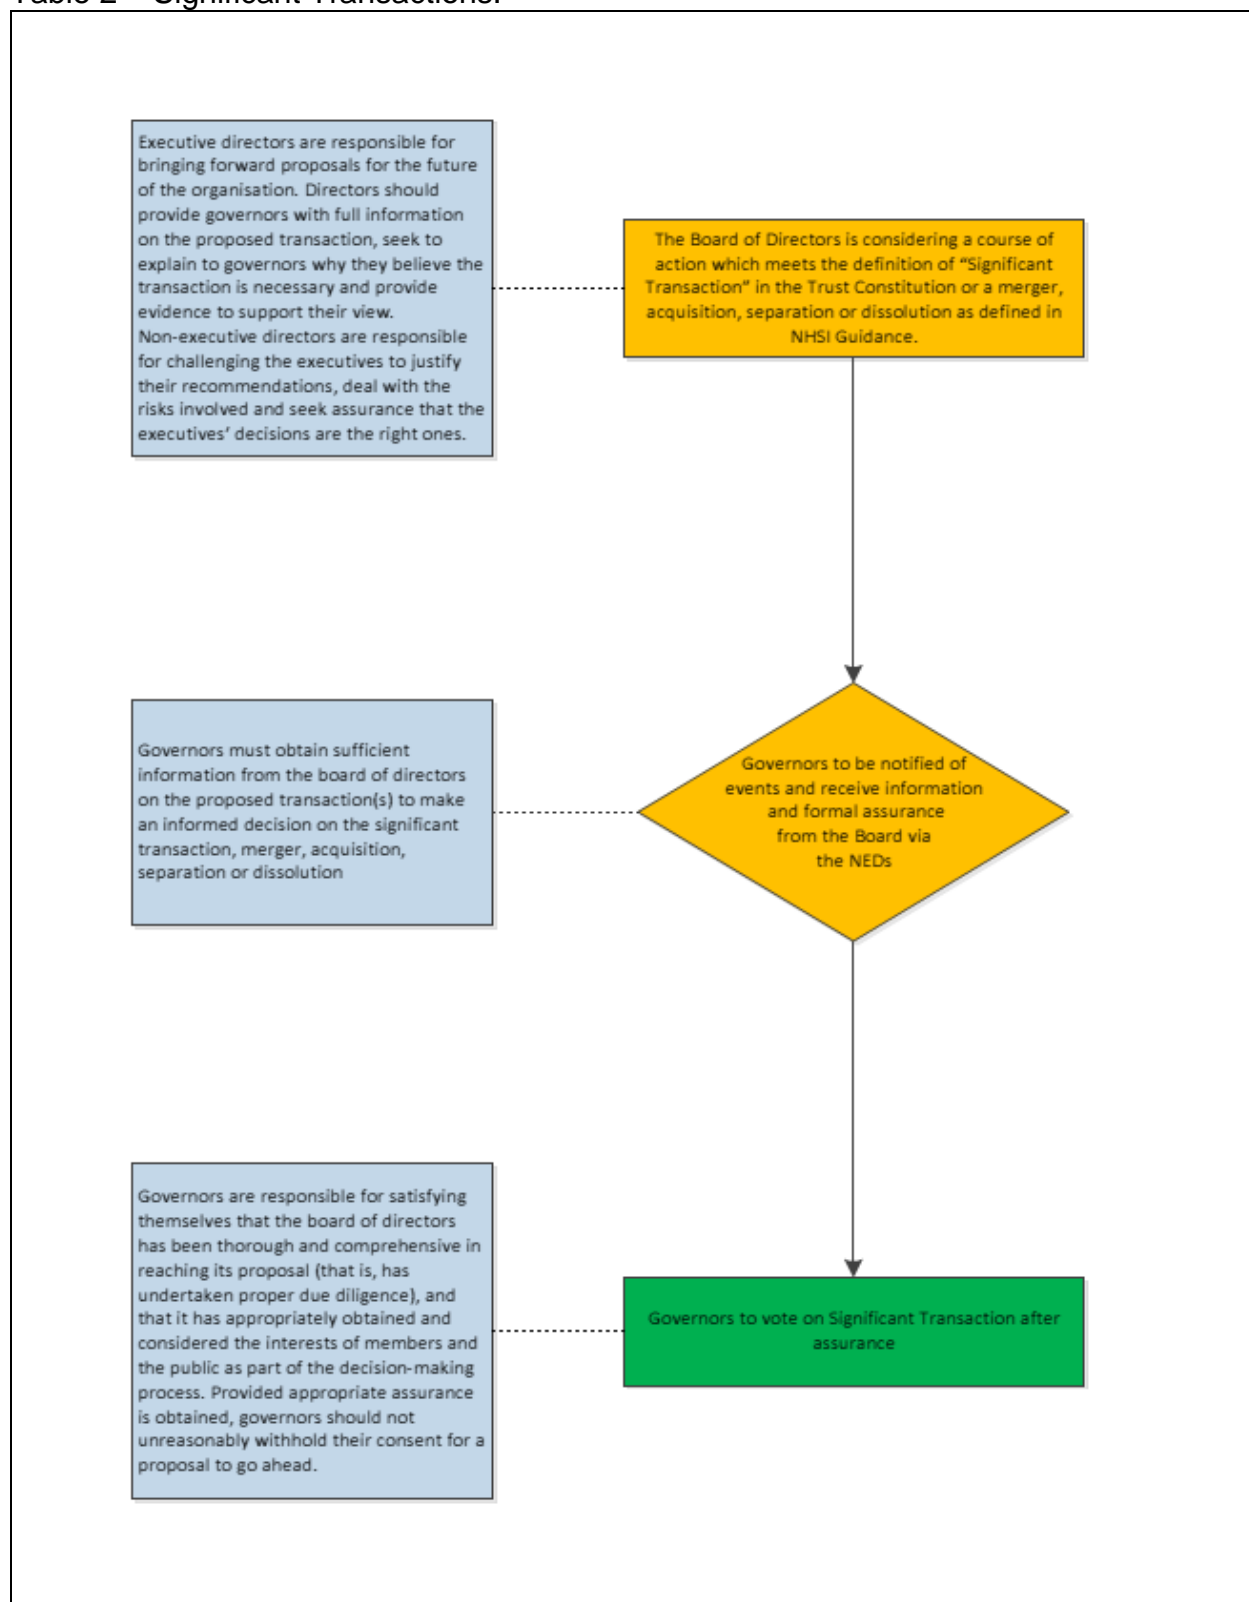 Table 2 – Significant Transactions.
Executive directors are responsible for
bringing forward proposals for the future
of the organisation. Directors should
provide governors with full information
on the proposed transaction, seek to
explain to governors why they believe the
transaction is necessary and provide
evidence to support their view.
Non-executive directors are responsible
for challenging the executives to justify
their recommendations, deal with the
risks involved and seek assurance that the
executives’ decisions are the right ones.
The Board of Directors is considering a course of
action which meets the definition of “Significant
Transaction” in the Trust Constitution or a merger,
acquisition, separation or dissolution as defined in
NHSI Guidance.
Governors must obtain sufficient
information from the board of directors
on the proposed transaction(s) to make
an informed decision on the significant
transaction, merger, acquisition,
separation or dissolution
Governors to be notified of
events and receive information
and formal assurance
from the Board via
the NEDs
Governors are responsible for satisfying
themselves that the board of directors
has been thorough and comprehensive in
reaching its proposal (that is, has
undertaken proper due diligence), and
that it has appropriately obtained and
considered the interests of members and
the public as part of the decision-making
process. Provided appropriate assurance
is obtained, governors should not
unreasonably withhold their consent for a
proposal to go ahead.
Governors to vote on Significant Transaction after
assurance